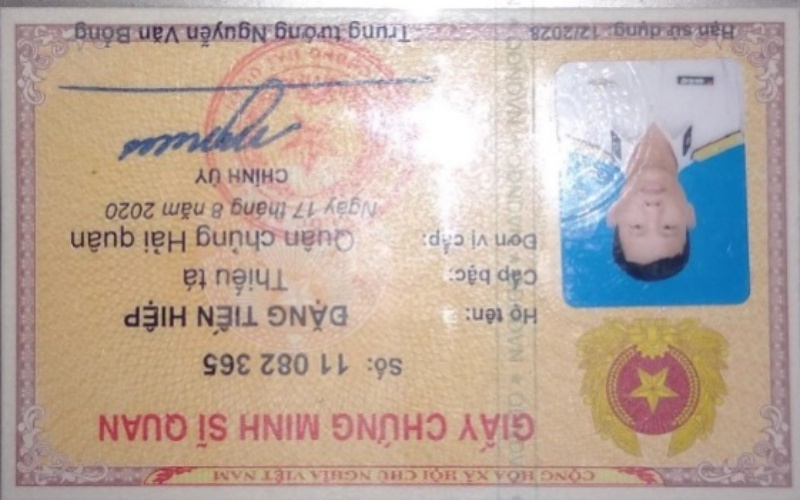 CỘNG HÒA XÃ HỘI CHỦ NGHĨA VIỆT NAM
GIẤY CHỨNG MINH SĨ QUAN
Số: 11 082 365
Họ tên: ĐẶNG TIẾN HIỆP
Cấp bậc: Thiếu tá
Đơn vị cấp: Quân chủng Hải quân
Ngày 17 tháng 8 năm 2020
CHÍNH ỦY
Hạn sử dụng: 12/2028
Trung tướng Nguyễn Văn Bổng